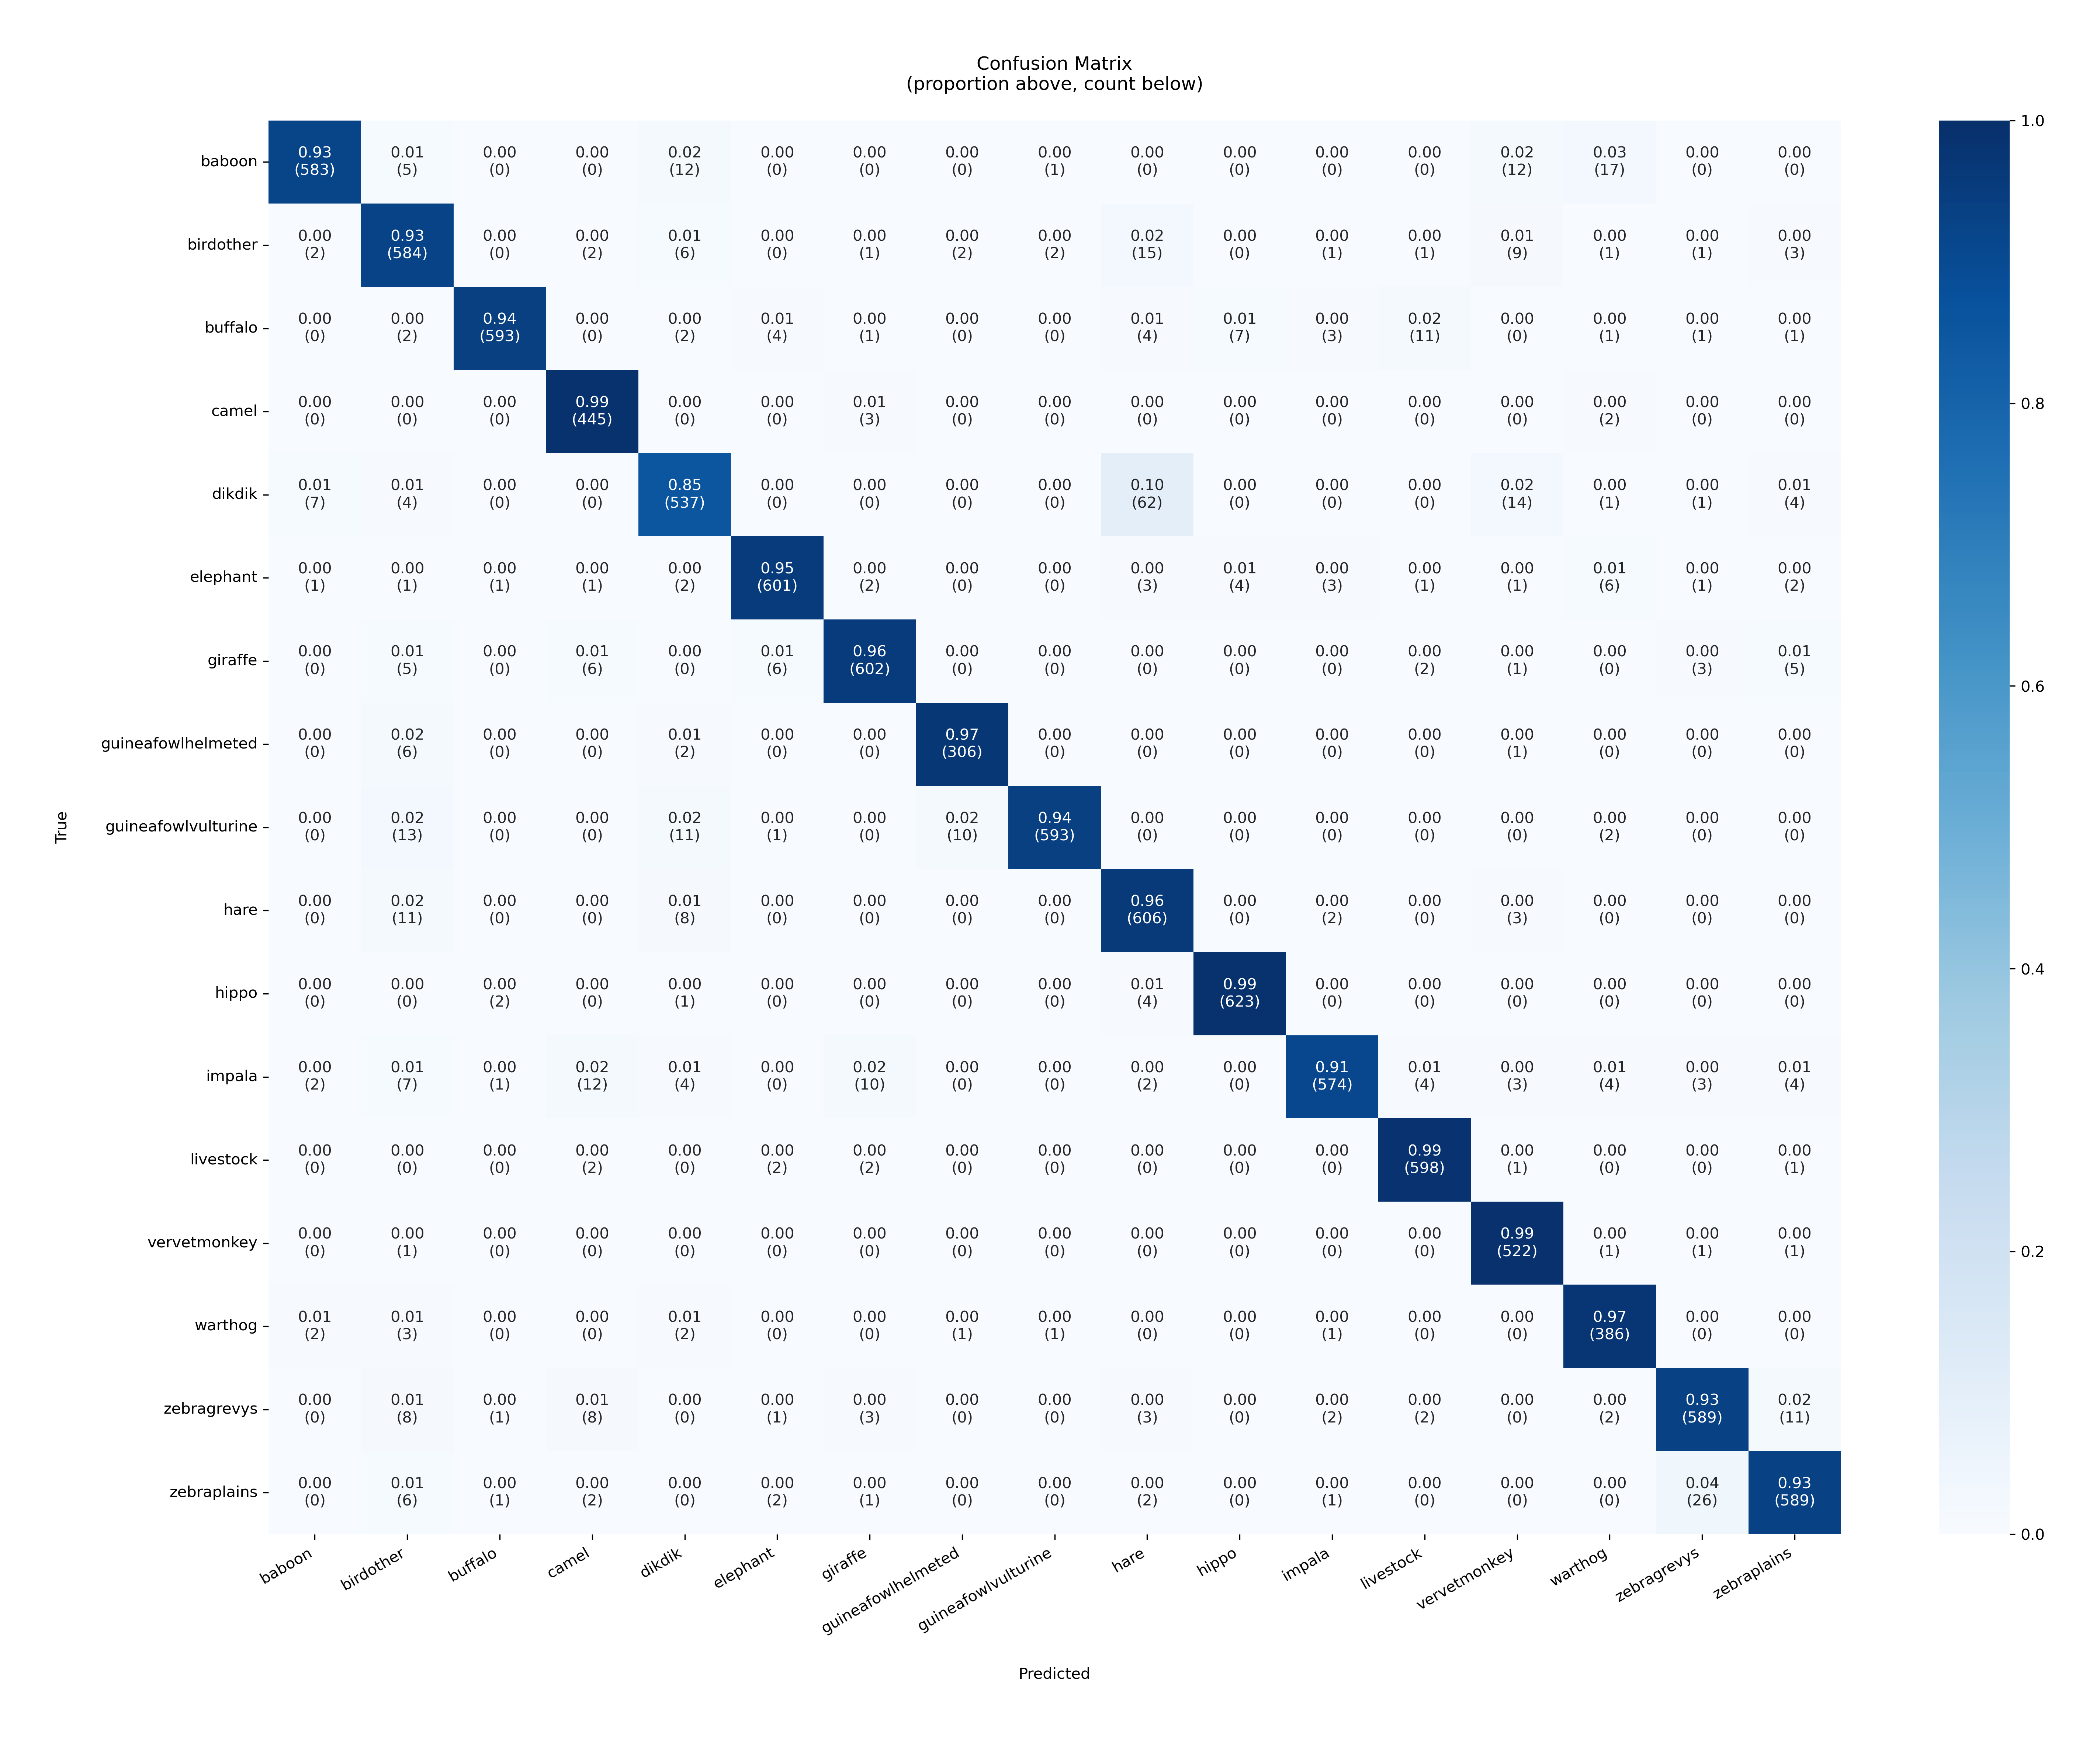 Confusion Matrix
(proportion above, count below)
baboon 0.93 0.01 0.00 0.00 0.02 0.00 0.00 0.00 0.00 0.00 0.00 0.00 0.00 0.02 0.03 0.00 0.00
(583) (5) (0) (0) (12) (0) (0) (0) (1) (0) (0) (0) (0) (12) (17) (0) (0)
birdother 0.00 0.93 0.00 0.00 0.01 0.00 0.00 0.00 0.00 0.02 0.00 0.00 0.00 0.01 0.00 0.00 0.00
(2) (584) (0) (2) (6) (0) (1) (2) (2) (15) (0) (1) (1) (9) (1) (1) (3)
buffalo 0.00 0.00 0.94 0.00 0.00 0.01 0.00 0.00 0.00 0.01 0.01 0.00 0.02 0.00 0.00 0.00 0.00
(0) (2) (593) (0) (2) (4) (1) (0) (0) (4) (7) (3) (11) (0) (1) (1) (1)
camel 0.00 0.00 0.00 0.99 0.00 0.00 0.01 0.00 0.00 0.00 0.00 0.00 0.00 0.00 0.00 0.00 0.00
(0) (0) (0) (445) (0) (0) (3) (0) (0) (0) (0) (0) (0) (0) (2) (0) (0)
dikdik 0.01 0.01 0.00 0.00 0.85 0.00 0.00 0.00 0.00 0.10 0.00 0.00 0.00 0.02 0.00 0.00 0.01
(7) (4) (0) (0) (537) (0) (0) (0) (0) (62) (0) (0) (0) (14) (1) (1) (4)
elephant 0.00 0.00 0.00 0.00 0.00 0.95 0.00 0.00 0.00 0.00 0.01 0.00 0.00 0.00 0.01 0.00 0.00
(1) (1) (1) (1) (2) (601) (2) (0) (0) (3) (4) (3) (1) (1) (6) (1) (2)
giraffe 0.00 0.01 0.00 0.01 0.00 0.01 0.96 0.00 0.00 0.00 0.00 0.00 0.00 0.00 0.00 0.00 0.01
(0) (5) (0) (6) (0) (6) (602) (0) (0) (0) (0) (0) (2) (1) (0) (3) (5)
guineafowlhelmeted 0.00 0.02 0.00 0.00 0.01 0.00 0.00 0.97 0.00 0.00 0.00 0.00 0.00 0.00 0.00 0.00 0.00
(0) (6) (0) (0) (2) (0) (0) (306) (0) (0) (0) (0) (0) (1) (0) (0) (0)
guineafowlvulturine 0.00 0.02 0.00 0.00 0.02 0.00 0.00 0.02 0.94 0.00 0.00 0.00 0.00 0.00 0.00 0.00 0.00
(0) (13) (0) (0) (11) (1) (0) (10) (593) (0) (0) (0) (0) (0) (2) (0) (0)
hare 0.00 0.02 0.00 0.00 0.01 0.00 0.00 0.00 0.00 0.96 0.00 0.00 0.00 0.00 0.00 0.00 0.00
(0) (11) (0) (0) (8) (0) (0) (0) (0) (606) (0) (2) (0) (3) (0) (0) (0)
hippo 0.00 0.00 0.00 0.00 0.00 0.00 0.00 0.00 0.00 0.01 0.99 0.00 0.00 0.00 0.00 0.00 0.00
(0) (0) (2) (0) (1) (0) (0) (0) (0) (4) (623) (0) (0) (0) (0) (0) (0)
impala 0.00 0.01 0.00 0.02 0.01 0.00 0.02 0.00 0.00 0.00 0.00 0.91 0.01 0.00 0.01 0.00 0.01
(2) (7) (1) (12) (4) (0) (10) (0) (0) (2) (0) (574) (4) (3) (4) (3) (4)
livestock 0.00 0.00 0.00 0.00 0.00 0.00 0.00 0.00 0.00 0.00 0.00 0.00 0.99 0.00 0.00 0.00 0.00
(0) (0) (0) (2) (0) (2) (2) (0) (0) (0) (0) (0) (598) (1) (0) (0) (1)
vervetmonkey 0.00 0.00 0.00 0.00 0.00 0.00 0.00 0.00 0.00 0.00 0.00 0.00 0.00 0.99 0.00 0.00 0.00
(0) (1) (0) (0) (0) (0) (0) (0) (0) (0) (0) (0) (0) (522) (1) (1) (1)
warthog 0.01 0.01 0.00 0.00 0.01 0.00 0.00 0.00 0.00 0.00 0.00 0.00 0.00 0.00 0.97 0.00 0.00
(2) (3) (0) (0) (2) (0) (0) (1) (1) (0) (0) (1) (0) (0) (386) (0) (0)
zebragrevys 0.00 0.01 0.00 0.01 0.00 0.00 0.00 0.00 0.00 0.00 0.00 0.00 0.00 0.00 0.00 0.93 0.02
(0) (8) (1) (8) (0) (1) (3) (0) (0) (3) (0) (2) (2) (0) (2) (589) (11)
zebraplains 0.00 0.01 0.00 0.00 0.00 0.00 0.00 0.00 0.00 0.00 0.00 0.00 0.00 0.00 0.00 0.04 0.93
(0) (6) (1) (2) (0) (2) (1) (0) (0) (2) (0) (1) (0) (0) (0) (26) (589)
True
baboon birdother buffalo camel dikdik elephant giraffe guineafowlhelmeted guineafowlvulturine hare hippo impala livestock vervetmonkey warthog zebragrevys zebraplains
Predicted
1.0
0.8
0.6
0.4
0.2
0.0